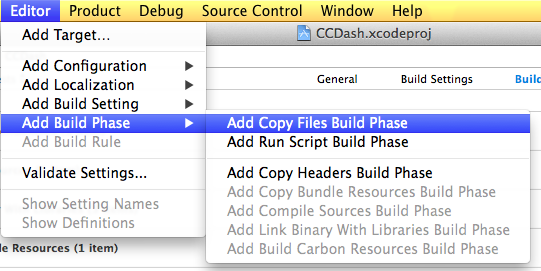 Editor Product Debug Source Control Window Help
CCDash.xcodeproj
Add Target...
Add Configuration
Add Localization
Add Build Setting
Add Build Phase
Add Build Rule
Validate Settings...
Show Setting Names
Show Definitions
General Build Settings Build
Add Copy Files Build Phase
Add Run Script Build Phase
Add Copy Headers Build Phase
Add Copy Bundle Resources Build Phase
Add Compile Sources Build Phase
Add Link Binary With Libraries Build Phase
Add Build Carbon Resources Build Phase
le Resources (1 item)